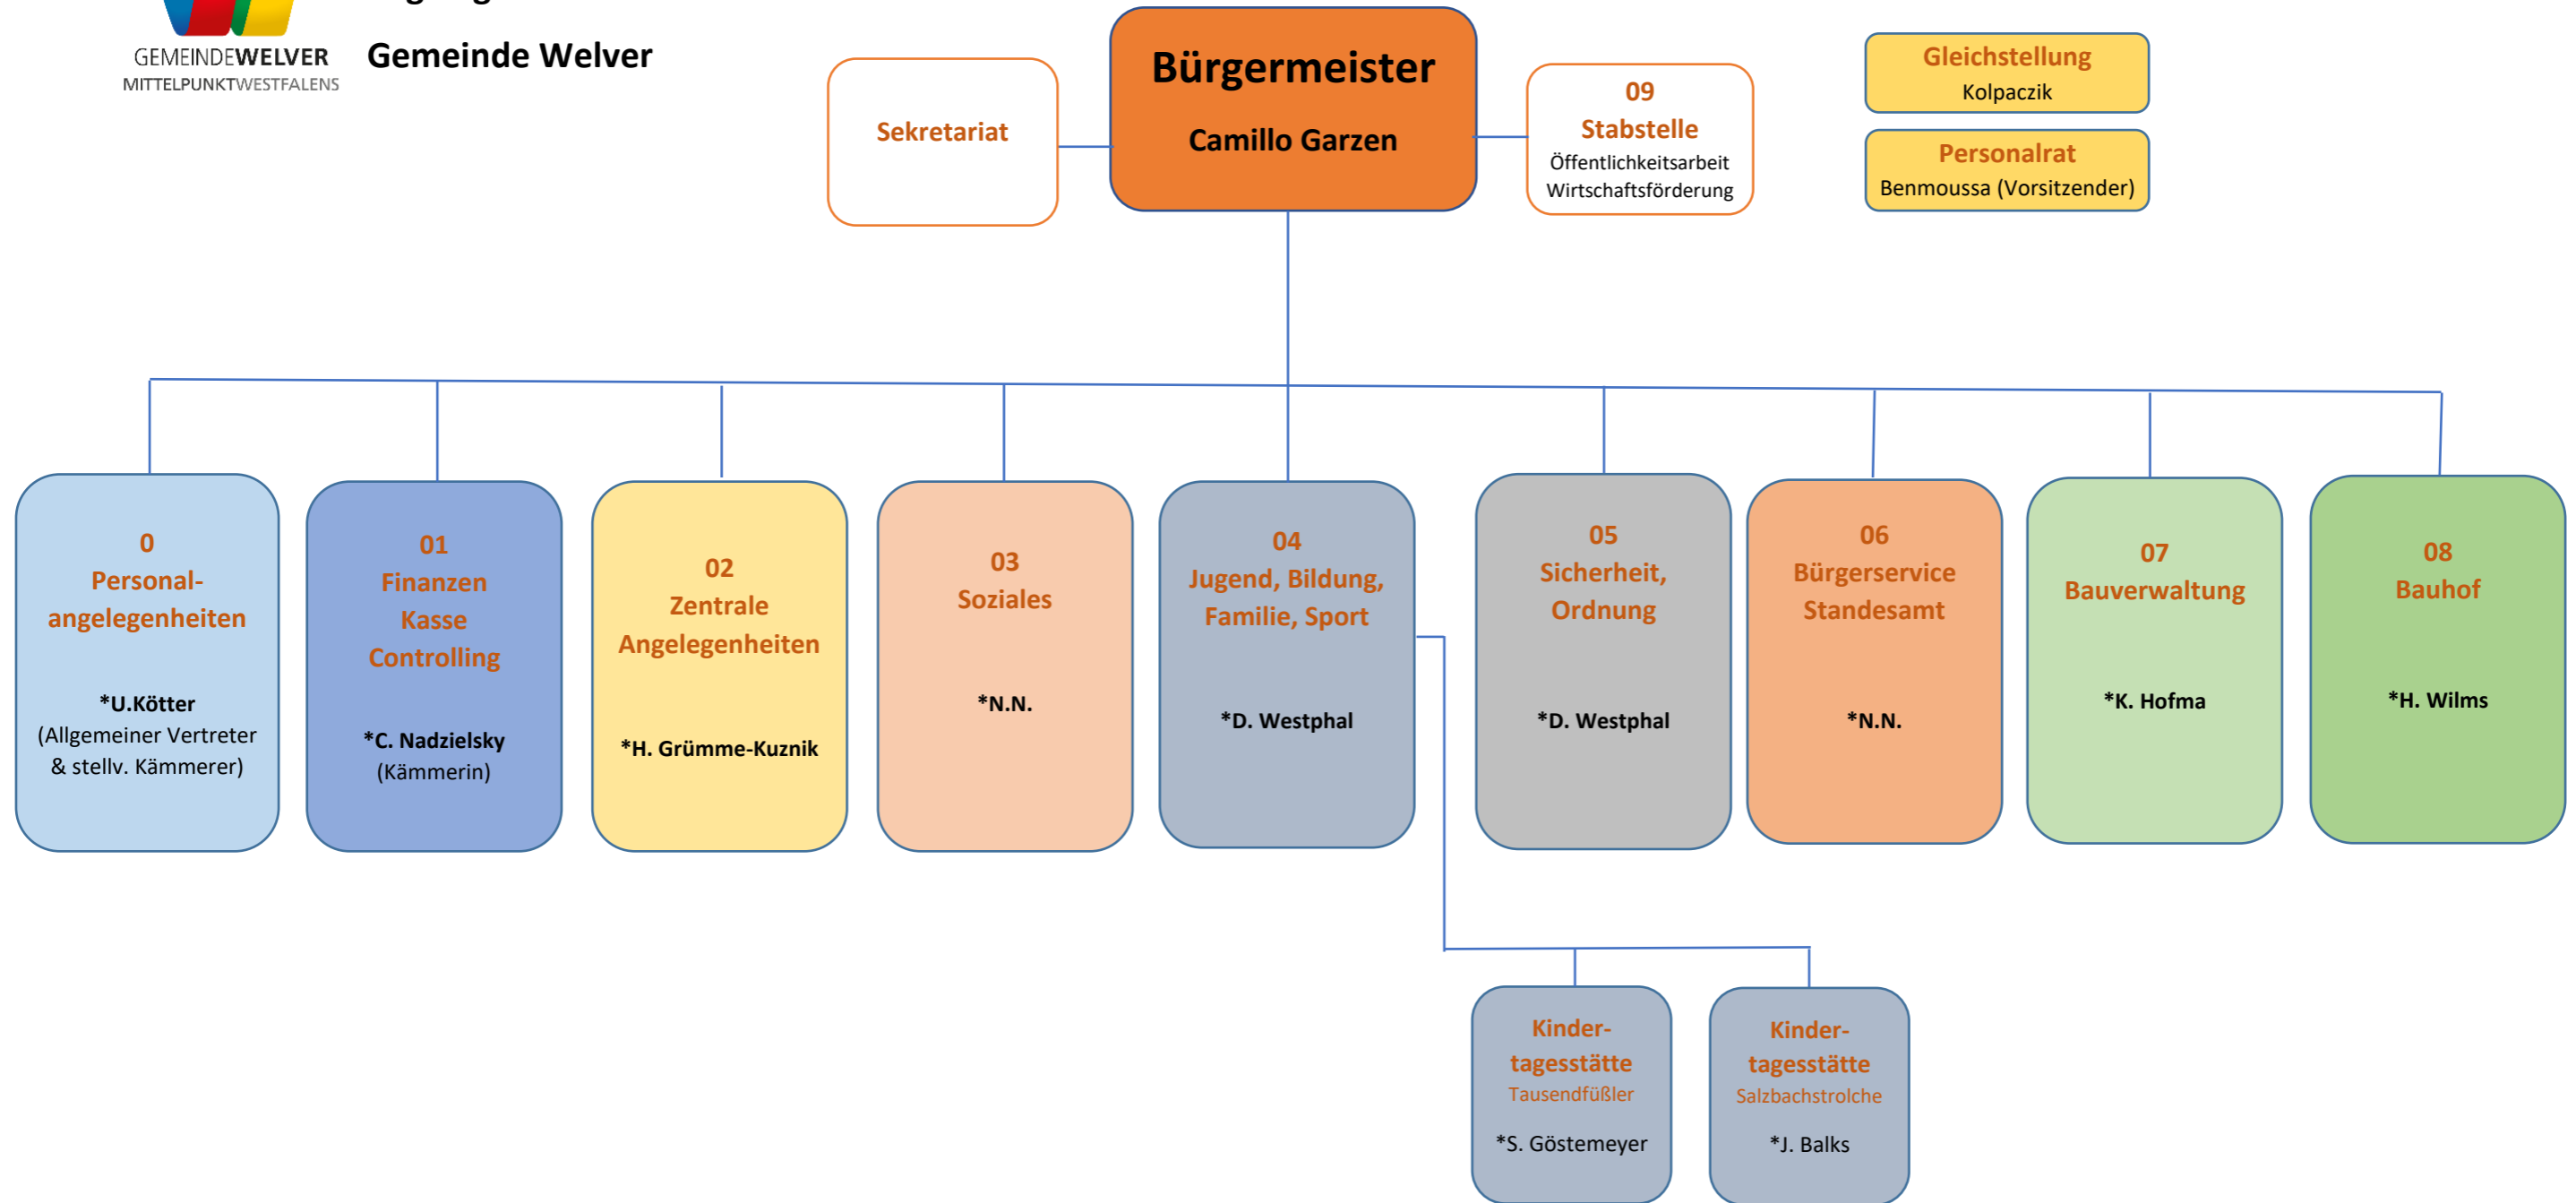 GEMEINDEWELVER
MITTELPUNKTWESTFALENS
Gemeinde Welver
Sekretariat
Bürgermeister
Camillo Garzen
09
Stabstelle
Öffentlichkeitsarbeit
Wirtschaftsförderung
Gleichstellung
Kolpaczik
Personalrat
Benmoussa (Vorsitzender)
0
Personal-
angelegenheiten
*U.Kötter
(Allgemeiner Vertreter
& stellv. Kämmerer)
01
Finanzen
Kasse
Controlling
*C. Nadzielsky
(Kämmerin)
02
Zentrale
Angelegenheiten
*H. Grümme-Kuznik
03
Soziales
*N.N.
04
Jugend, Bildung,
Familie, Sport
*D. Westphal
05
Sicherheit,
Ordnung
*D. Westphal
06
Bürgerservice
Standesamt
*N.N.
07
Bauverwaltung
*K. Hofma
08
Bauhof
*H. Wilms
Kinder-
tagesstätte
Tausendfüßler
*S. Göstemeyer
Kinder-
tagesstätte
Salzbachstrolche
*J. Balks